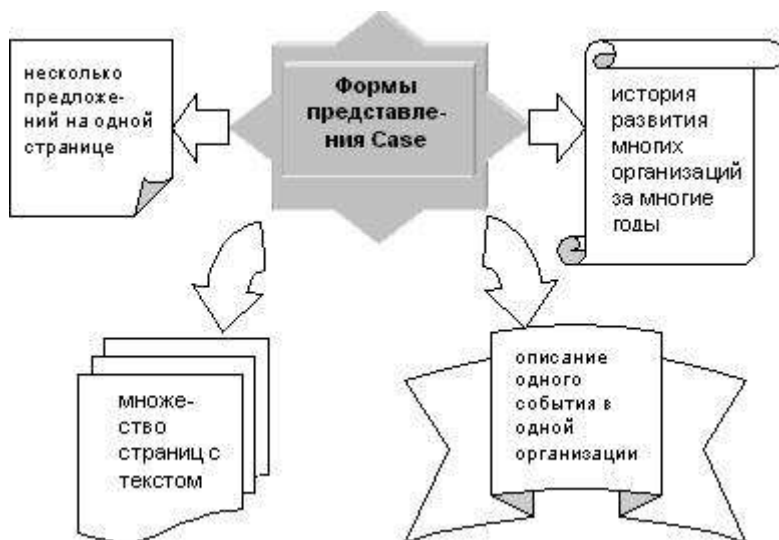 Формы
представле-
ния Case
несколько
предложе-
ний на одной
странице
история
развития
многих
организаций
за многие
годы
множе-
ство
страниц с
текстом
описание
одного
события в
одной
организации